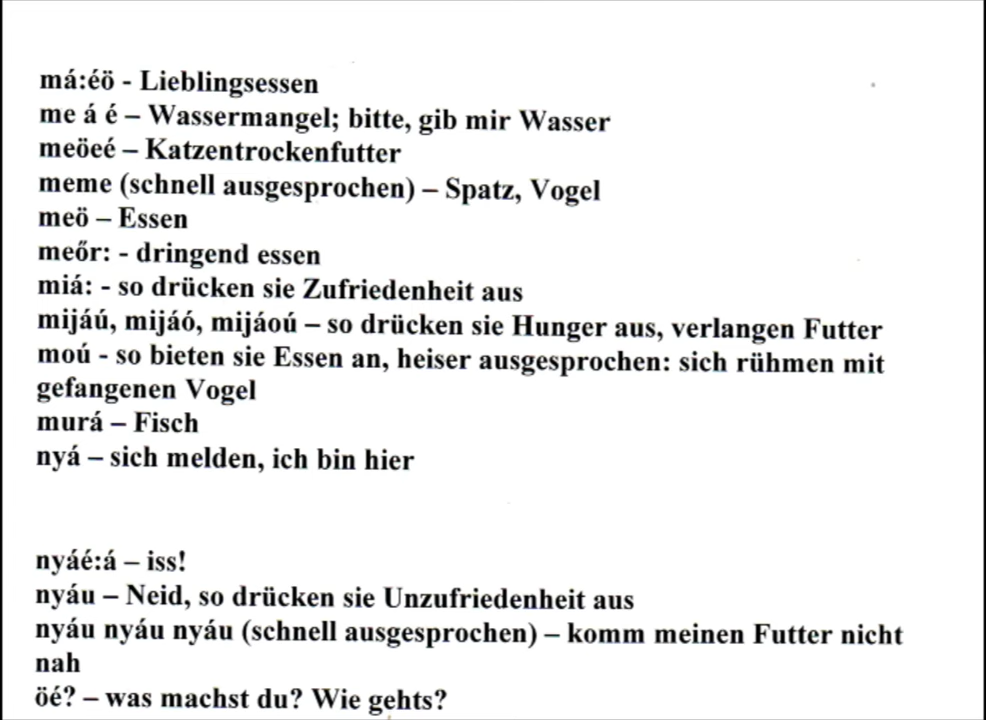 má:éö - Lieblingsessen
me á é – Wassermangel; bitte, gib mir Wasser
meöeé – Katzentrockenfutter
meme (schnell ausgesprochen) – Spatz, Vogel
meö – Essen
meőr: - dringend essen
miá: - so drücken sie Zufriedenheit aus
mijáú, mijáó, mijáoú – so drücken sie Hunger aus, verlangen Futter
moú - so bieten sie Essen an, heiser ausgesprochen: sich rühmen mit
gefangenen Vogel
murá – Fisch
nyá – sich melden, ich bin hier
nyáé:á – iss!
nyáu – Neid, so drücken sie Unzufriedenheit aus
nyáu nyáu nyáu (schnell ausgesprochen) – komm meinen Futter nicht
nah
öé? – was machst du? Wie gehts?